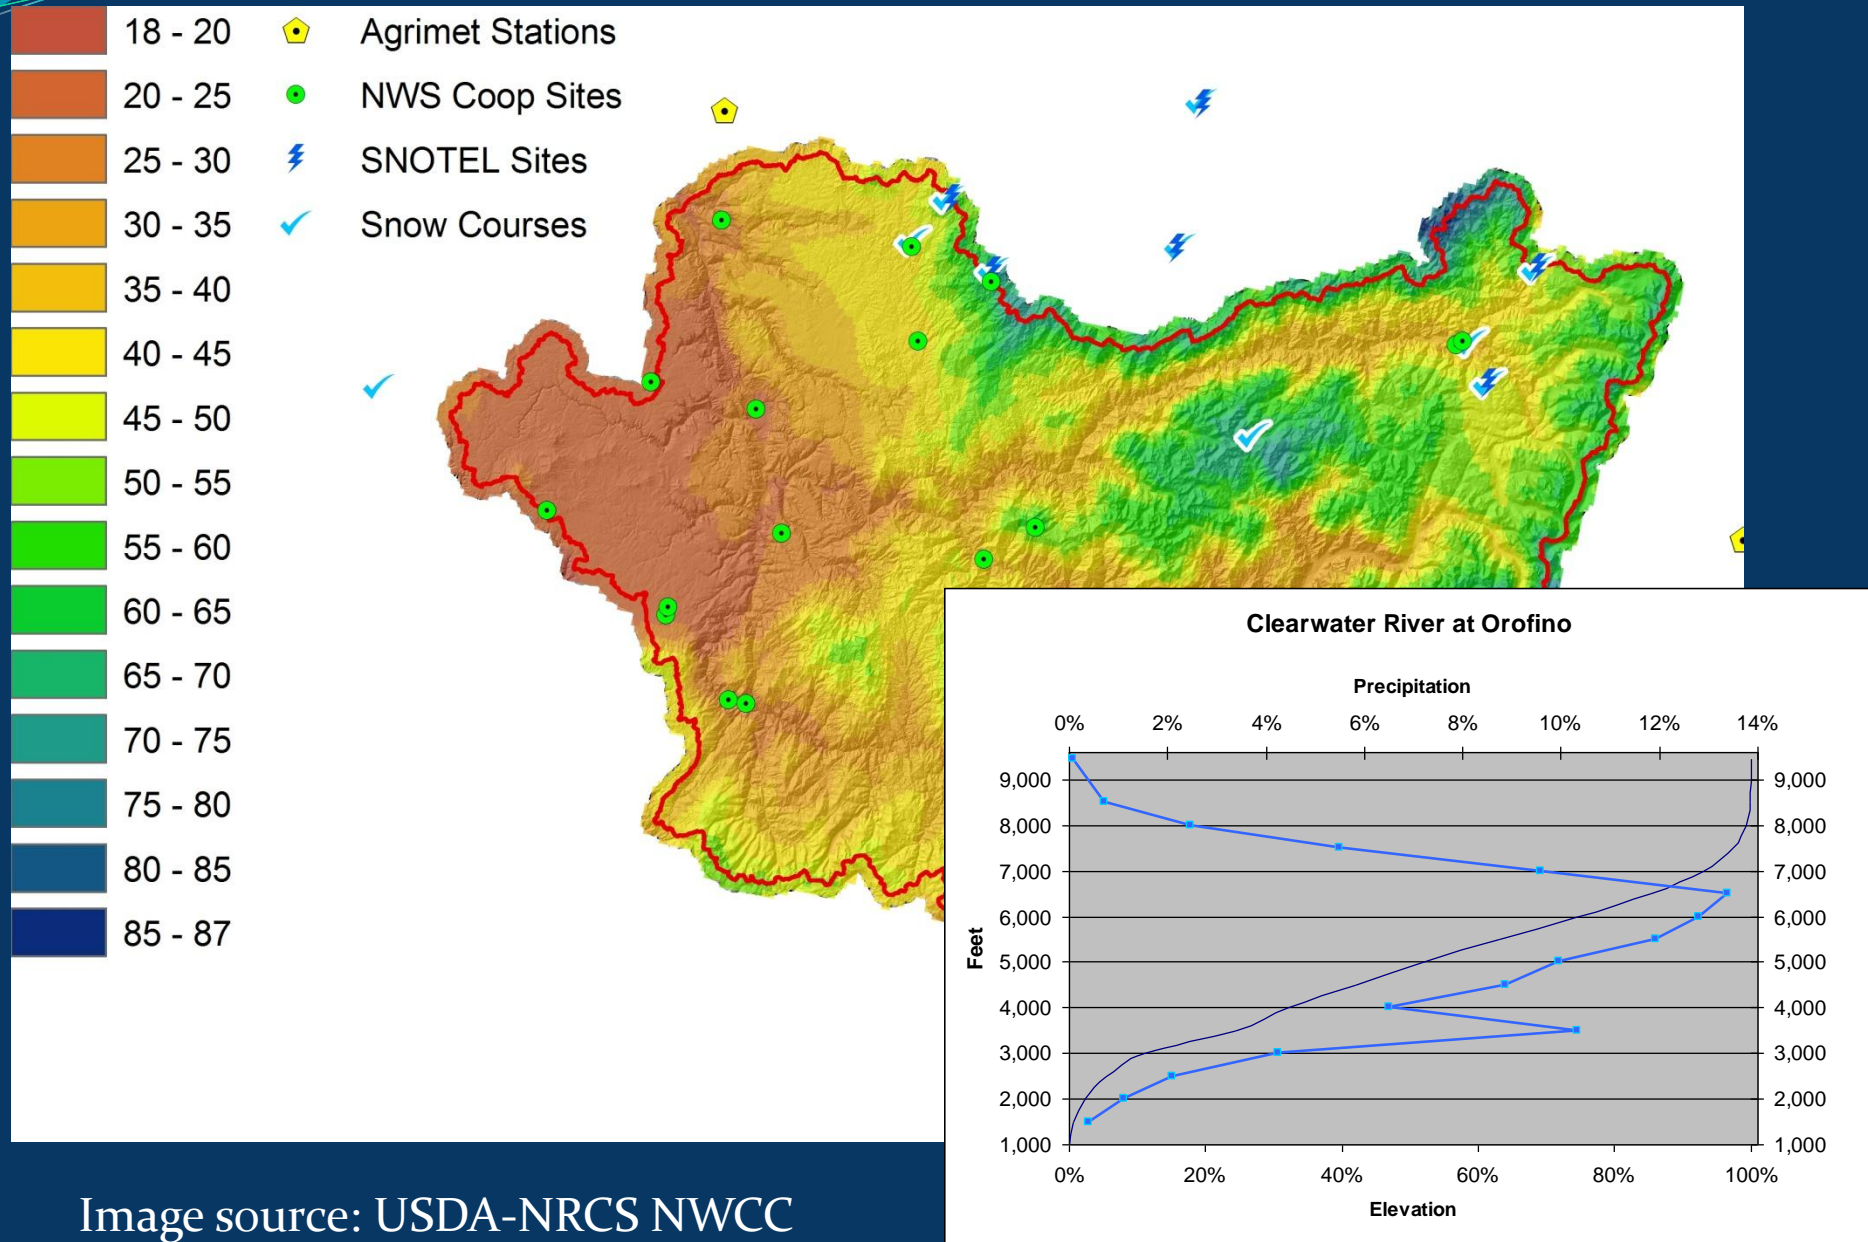 18 - 20
20 - 25
25 - 30
30 - 35
35 - 40
40 - 45
45 - 50
50 - 55
55 - 60
60 - 65
65 - 70
70 - 75
75 - 80
80 - 85
85 - 87
Agrimet Stations
NWS Coop Sites
SNOTEL Sites
Snow Courses
Clearwater River at Orofino
Precipitation
0% 2% 4% 6% 8% 10% 12% 14%
9,000 9,000
8,000 8,000
7,000 7,000
6,000 6,000
Feet
5,000 5,000
4,000 4,000
3,000 3,000
2,000 2,000
1,000 1,000
0% 20% 40% 60% 80% 100%
Elevation
Image source: USDA-NRCS NWCC